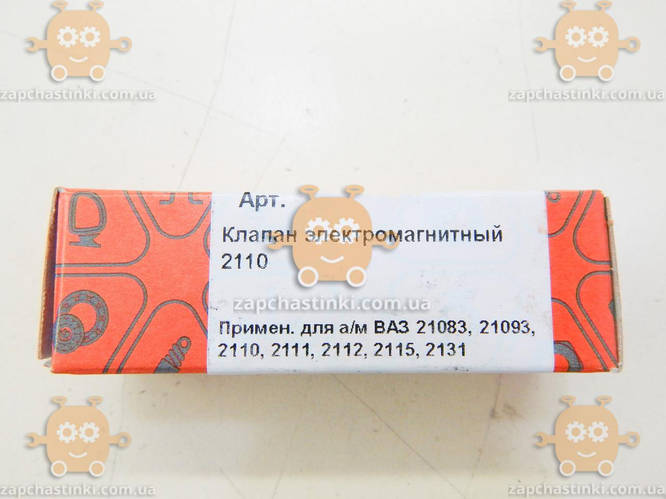 zapchastinki.com.ua
zapchastinki.com.ua
Арт.
Клапан электромагнитный
2110
zapchastinki.com.ua
Примен. для а/м ВАЗ 21083, 21093,
2110, 2111, 2112, 2115, 2131
zapchastinki.com.ua
zapchastinki.com.ua